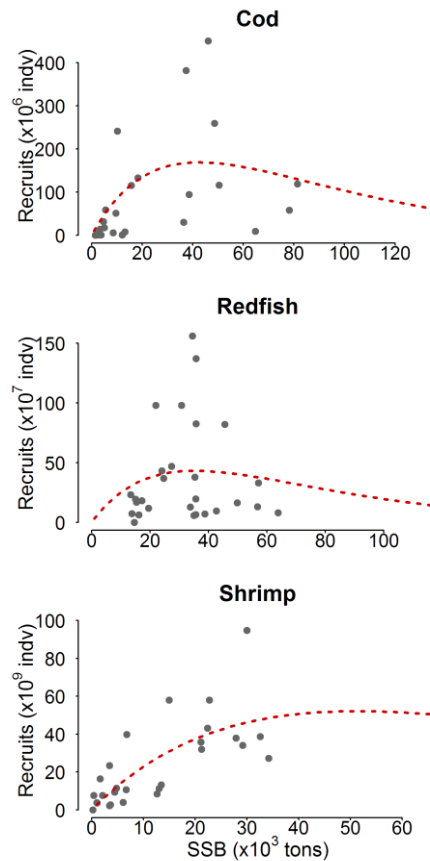 Cod
Recruits (x10⁶ indv)
400
300
200
100
0
0 20 40 60 80 100 120
Redfish
Recruits (x10⁷ indv)
150
100
50
0
0 20 40 60 80 100
Shrimp
Recruits (x10⁹ indv)
100
80
60
40
20
0
0 10 20 30 40 50 60
SSB (x10³ tons)